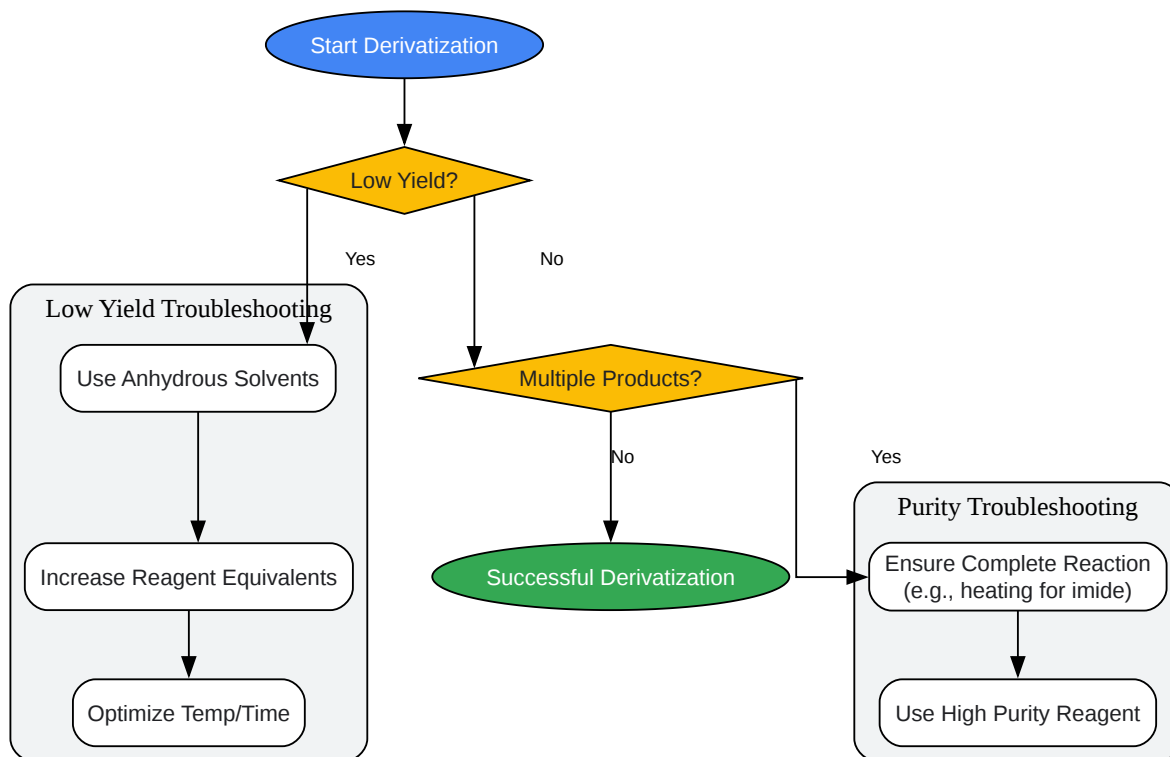 Start Derivatization
Low Yield?
Yes
No
Low Yield Troubleshooting
Use Anhydrous Solvents
Multiple Products?
No
Yes
Purity Troubleshooting
Increase Reagent Equivalents
Successful Derivatization
Ensure Complete Reaction
(e.g., heating for imide)
Optimize Temp/Time
Use High Purity Reagent